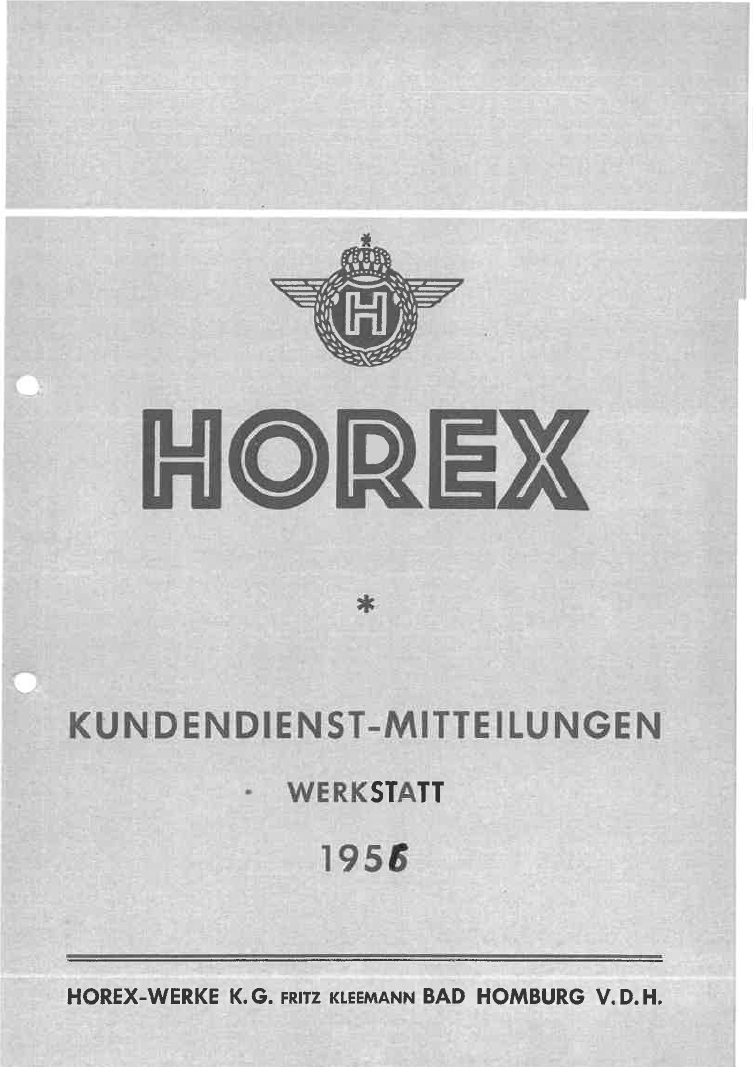 H
HOREX
*
KUNDENDIENST-MITTEILUNGEN
WERKSTATT
1956
HOREX-WERKE K.G. FRITZ KLEEMANN BAD HOMBURG V.D.H.